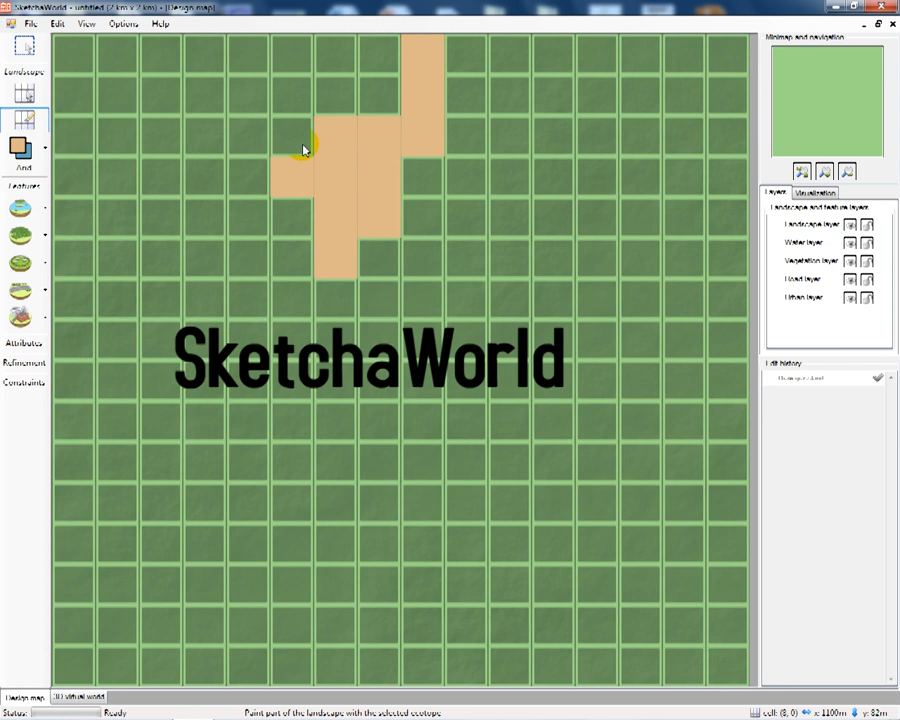 SketchaWorld - untitled (2 km x 2 km) - [Design map]
File Edit View Options Help
Landscape
And
Features
Attributes
Refinement
Constraints
SketchaWorld
Minimap and navigation
Layers Visualization
Landscape and feature layers
Landscape layer
Water layer
Vegetation layer
Road layer
Urban layer
Edit history
Design map 3D virtual world
Status: Ready Paint part of the landscape with the selected ecotope cell: (8, 0) x: 1100m y: 82m